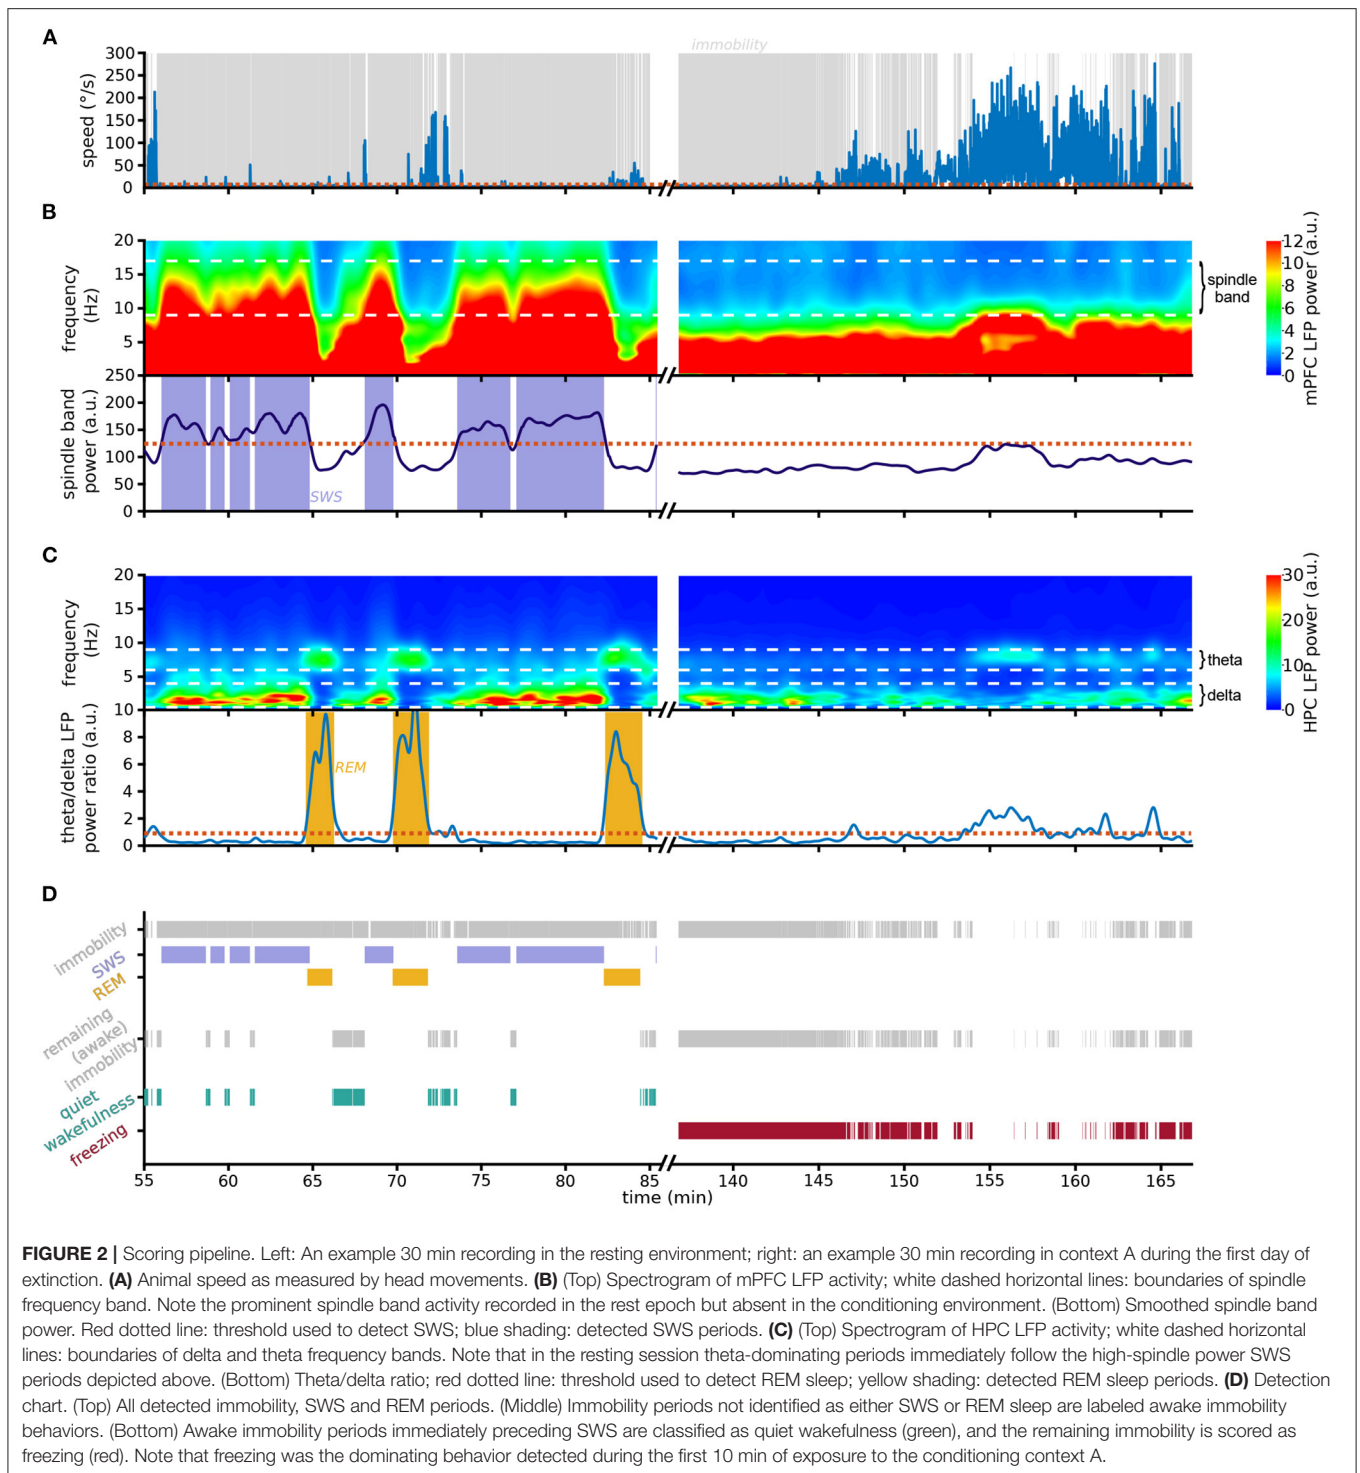 A
immobility
300
250
200
150
100
50
0
speed (°/s)
B
20
15
10
5
frequency
(Hz)
spindle
band
12
10
8
6
4
2
0
mPFC LFP power (a.u.)
250
200
150
100
50
0
spindle band
power (a.u.)
SWS
C
20
15
10
5
frequency
(Hz)
theta
delta
30
20
10
0
HPC LFP power (a.u.)
10
8
6
4
2
0
theta/delta LFP
power ratio (a.u.)
REM
D
immobility
SWS
REM
remaining
(awake)
immobility
quiet
wakefulness
freezing
55 60 65 70 75 80 85 140 145 150 155 160 165
time (min)
FIGURE 2 | Scoring pipeline. Left: An example 30 min recording in the resting environment; right: an example 30 min recording in context A during the first day of
extinction. (A) Animal speed as measured by head movements. (B) (Top) Spectrogram of mPFC LFP activity; white dashed horizontal lines: boundaries of spindle
frequency band. Note the prominent spindle band activity recorded in the rest epoch but absent in the conditioning environment. (Bottom) Smoothed spindle band
power. Red dotted line: threshold used to detect SWS; blue shading: detected SWS periods. (C) (Top) Spectrogram of HPC LFP activity; white dashed horizontal
lines: boundaries of delta and theta frequency bands. Note that in the resting session theta-dominating periods immediately follow the high-spindle power SWS
periods depicted above. (Bottom) Theta/delta ratio; red dotted line: threshold used to detect REM sleep; yellow shading: detected REM sleep periods. (D) Detection
chart. (Top) All detected immobility, SWS and REM periods. (Middle) Immobility periods not identified as either SWS or REM sleep are labeled awake immobility
behaviors. (Bottom) Awake immobility periods immediately preceding SWS are classified as quiet wakefulness (green), and the remaining immobility is scored as
freezing (red). Note that freezing was the dominating behavior detected during the first 10 min of exposure to the conditioning context A.